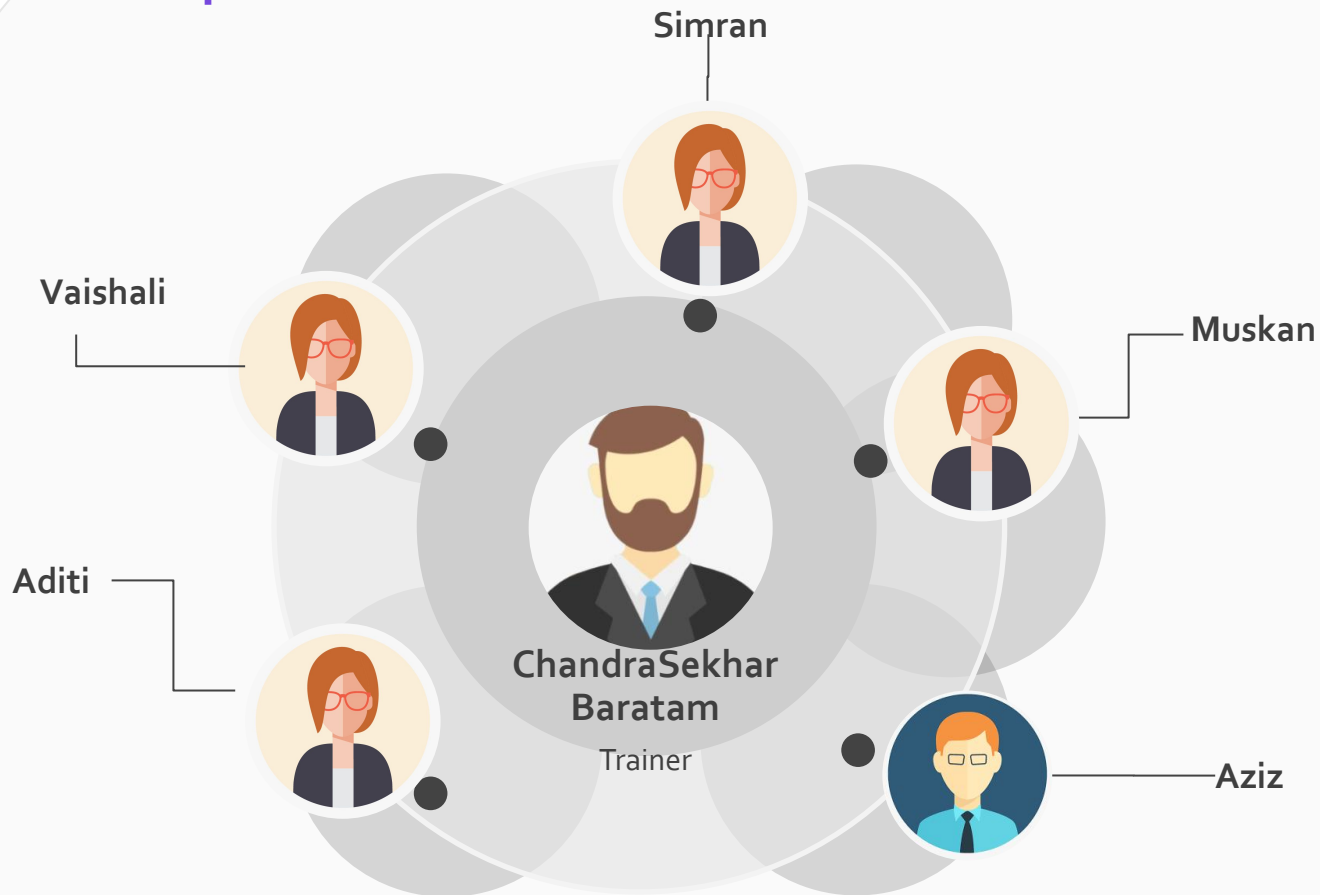 Simran
Vaishali
Muskan
Aditi
ChandraSekhar
Baratam
Trainer
Aziz